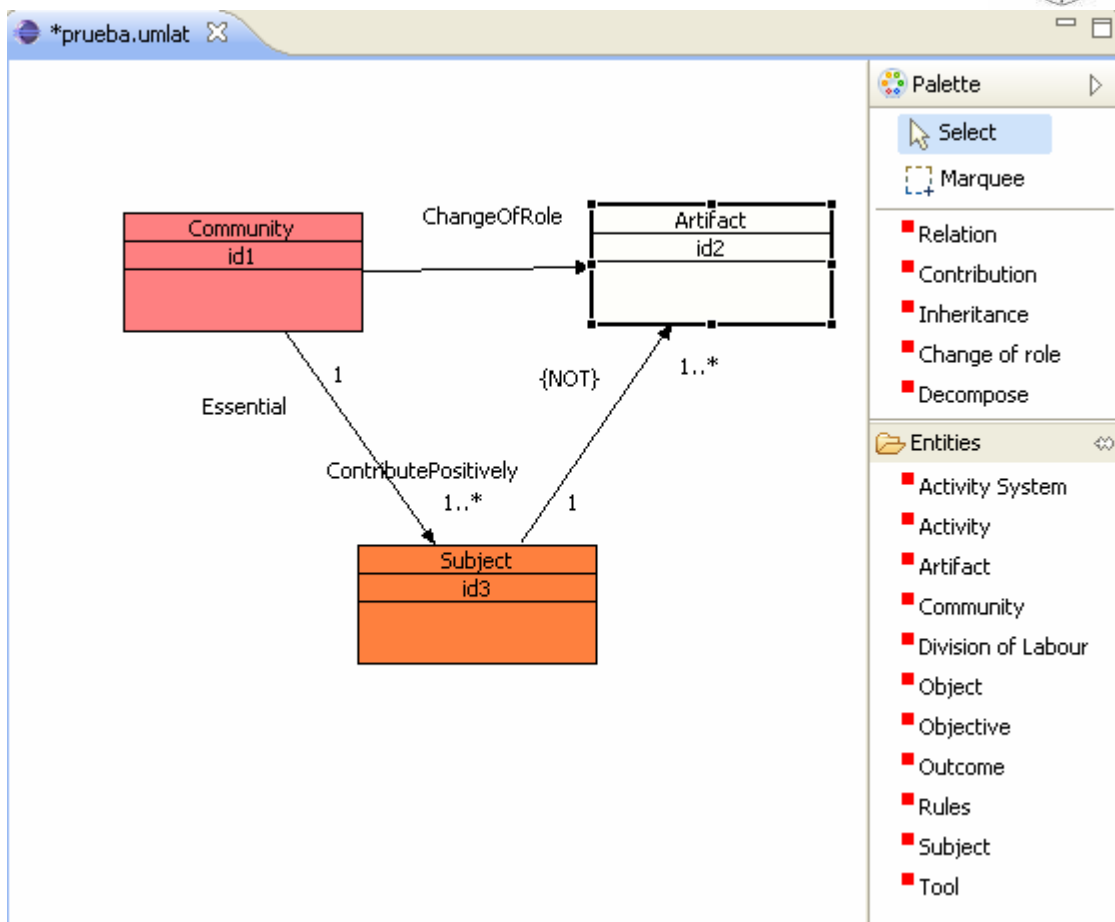 *prueba.umlat
Palette
Select
Marquee
Relation
Contribution
Inheritance
Change of role
Decompose
Entities
Activity System
Activity
Artifact
Community
Division of Labour
Object
Objective
Outcome
Rules
Subject
Tool
Community
id1
ChangeOfRole
Artifact
id2
1
Essential
{NOT}
1..*
ContributePositively
1..*
1
Subject
id3